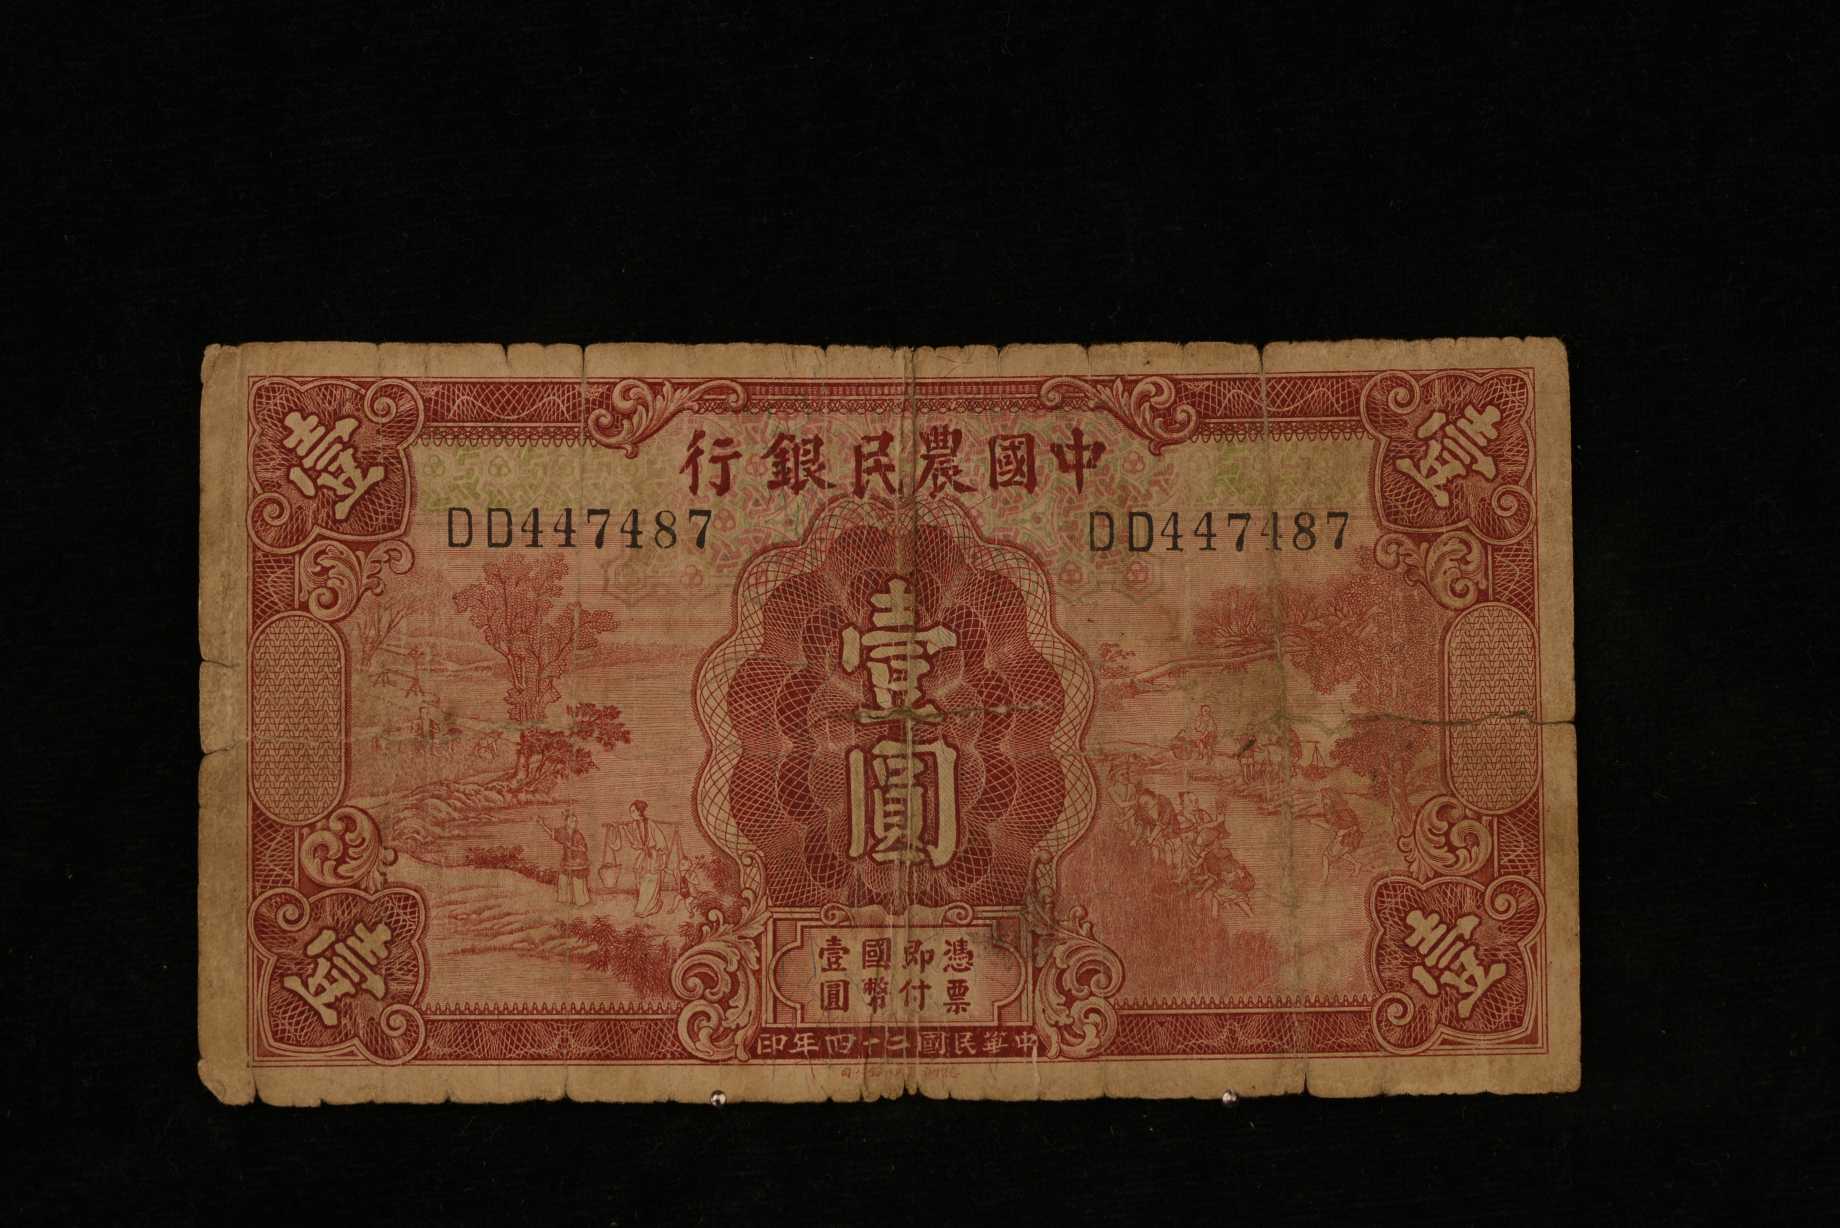 壹
中國農民銀行
壹
DD447487
DD447487
壹圓
憑票
即付
國幣
壹圓
壹
中華民國二十四年印
壹